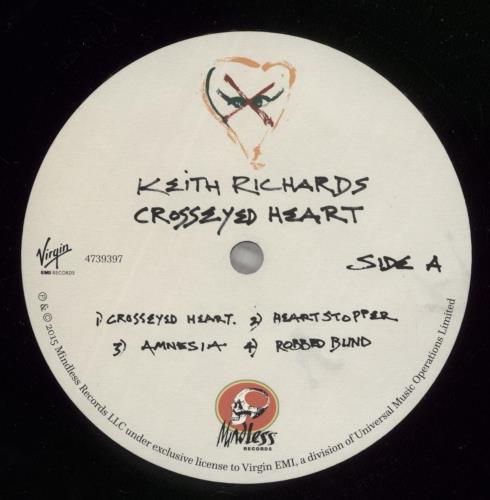 KEITH RICHARDS
CROSSEYED HEART
Virgin
EMI RECORDS
4739397
SIDE A
1) CROSSEYED HEART. 2) HEARTSTOPPER
3) AMNESIA 4) ROBBED BLIND
Mindless
RECORDS
℗ & © 2015 Mindless Records LLC under exclusive license to Virgin EMI, a division of Universal Music Operations Limited